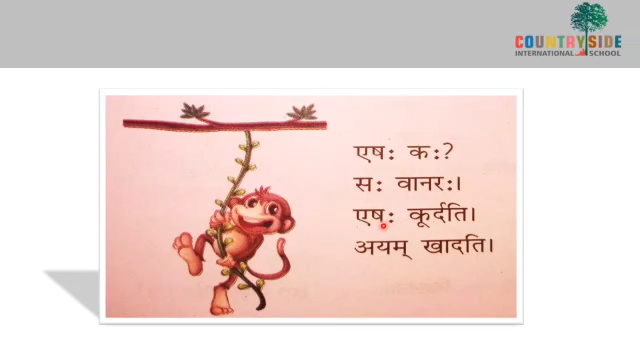 COUNTRYSIDE
INTERNATIONAL SCHOOL
एषः कः?
सः वानरः।
एषः कूर्दति।
अयम् खादति।